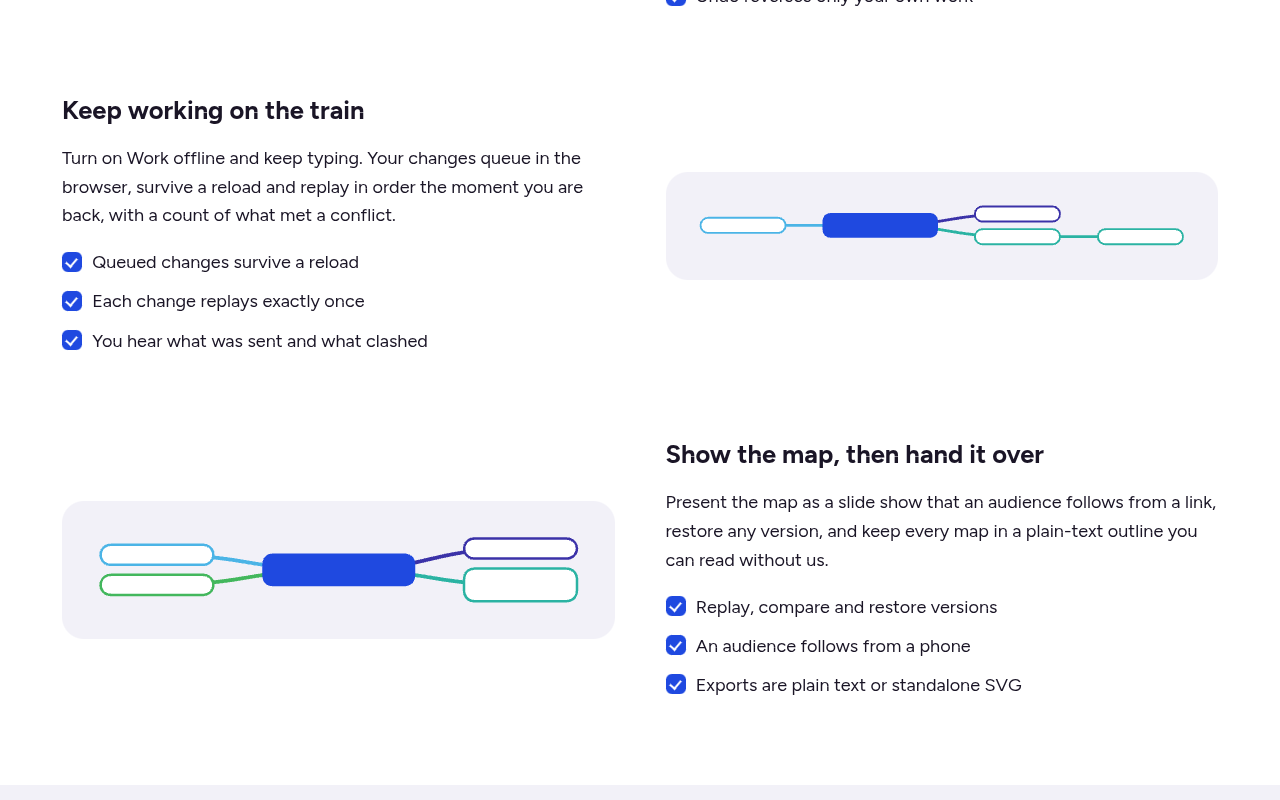 Keep working on the train
Turn on Work offline and keep typing. Your changes queue in the
browser, survive a reload and replay in order the moment you are
back, with a count of what met a conflict.
Queued changes survive a reload
Each change replays exactly once
You hear what was sent and what clashed
Show the map, then hand it over
Present the map as a slide show that an audience follows from a link,
restore any version, and keep every map in a plain-text outline you
can read without us.
Replay, compare and restore versions
An audience follows from a phone
Exports are plain text or standalone SVG